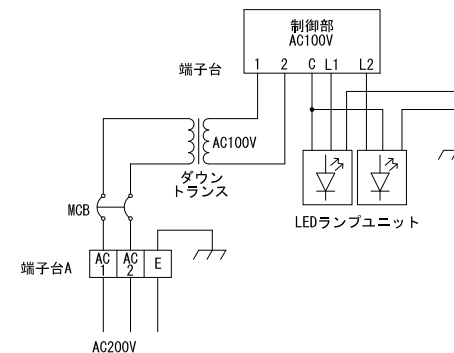 制御部
AC100V
端子台
1 2 C L1 L2
AC100V
ダウン
トランス
MCB
LEDランプユニット
端子台A
AC
1
AC
2
E
AC200V